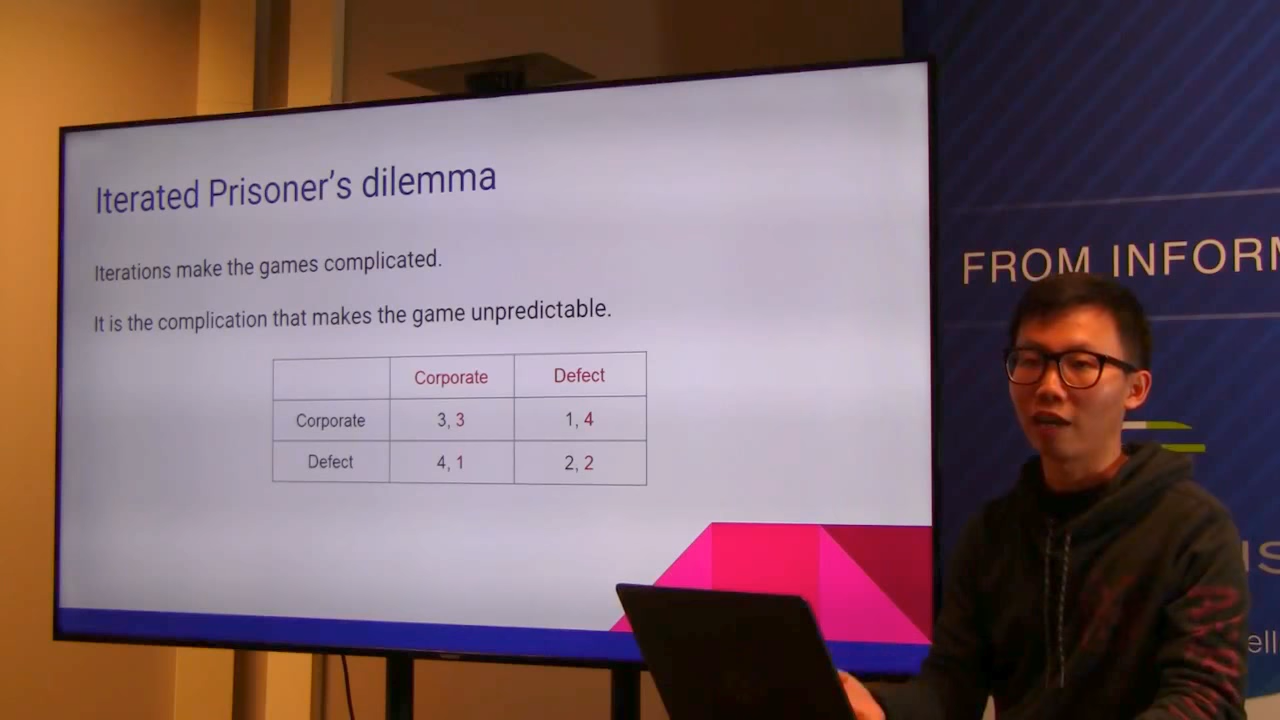 Iterated Prisoner's dilemma
Iterations make the games complicated.
It is the complication that makes the game unpredictable.
Corporate Defect
Corporate 3, 3 1, 4
Defect 4, 1 2, 2
FROM INFORM